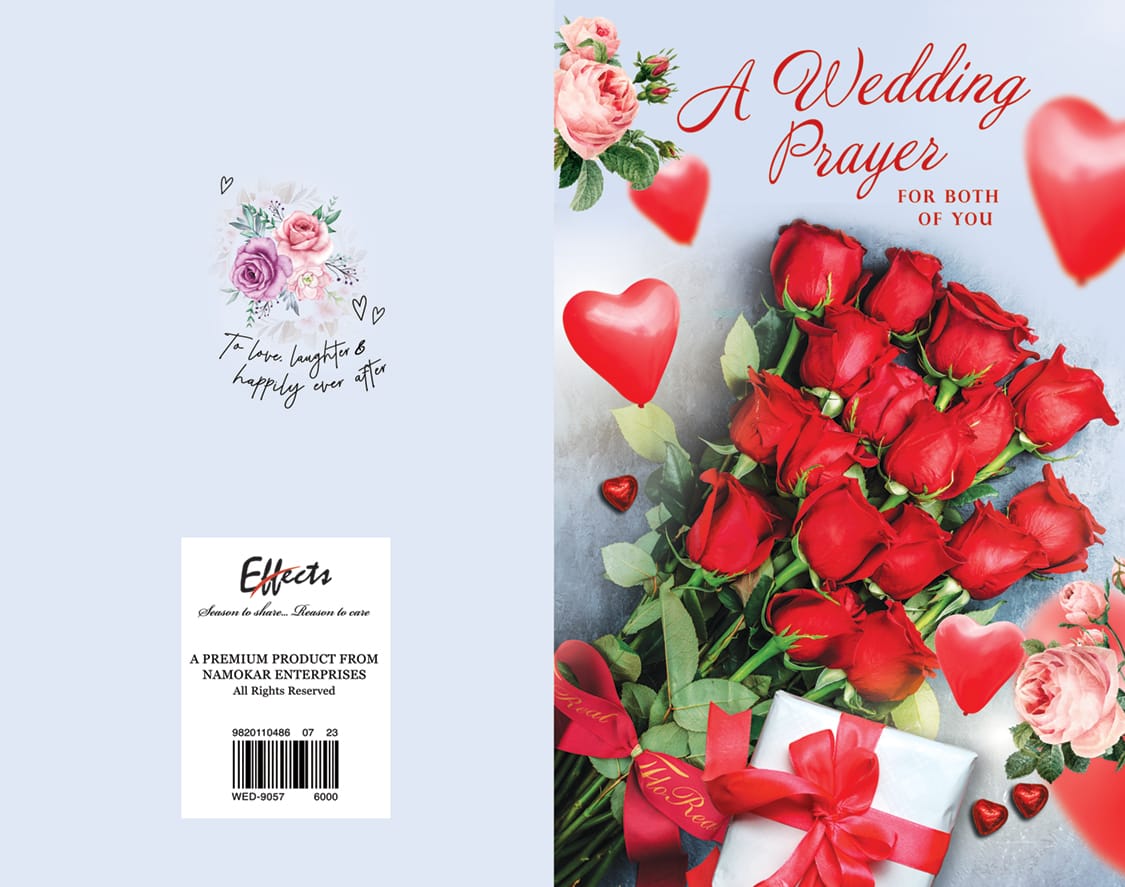 To love, laughter &
happily ever after
Effects
Season to share... Reason to care
A PREMIUM PRODUCT FROM
NAMOKAR ENTERPRISES
All Rights Reserved
9820110486 07 23
WED-9057 6000
A Wedding
Prayer
FOR BOTH
OF YOU
Real